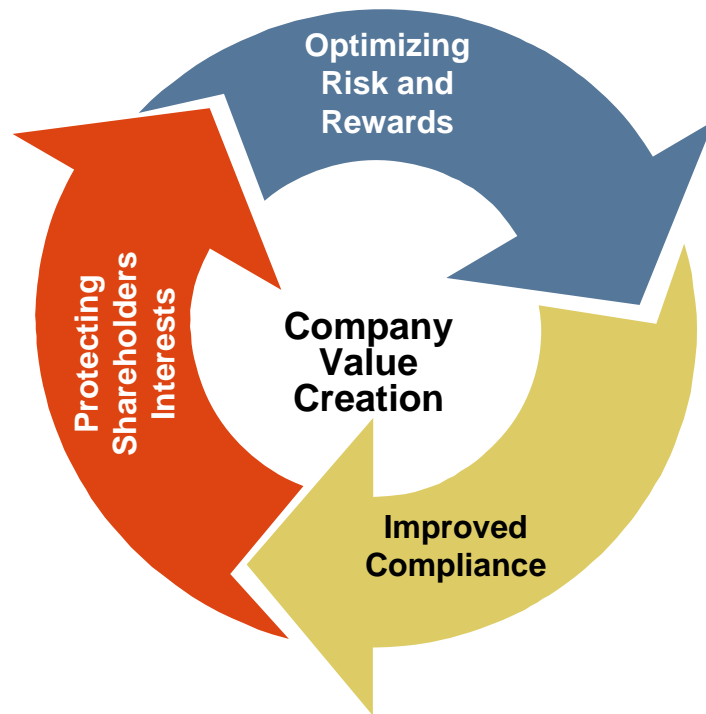 Optimizing
Risk and
Rewards
Protecting
Shareholders
Interests
Company
Value
Creation
Improved
Compliance